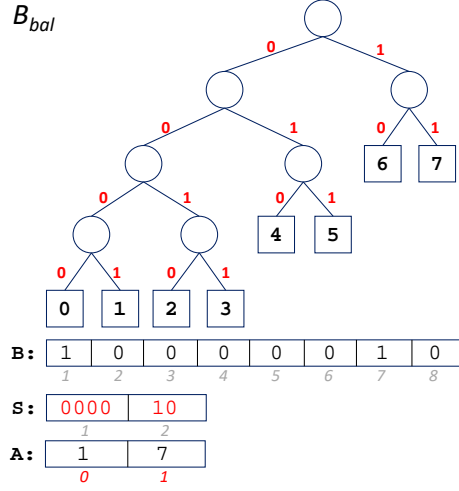 B_bal
0 1
0 1 0 1
0 1 0 1 6 7
0 1 0 1 4 5
0 1 2 3
B: 1 0 0 0 0 0 1 0
1 2 3 4 5 6 7 8
S: 0000 10
1 2
A: 1 7
0 1